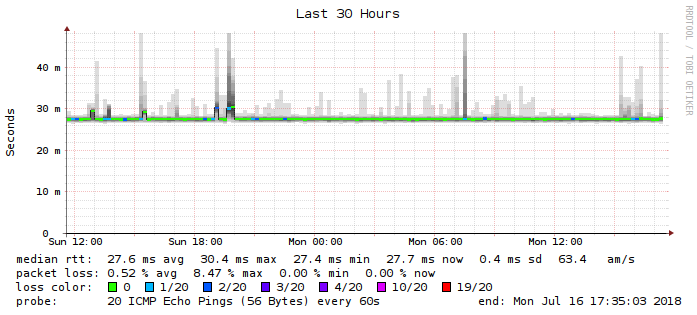 Last 30 Hours
RRDTOOL / TOBI OETIKER
Seconds
40 m
30 m
20 m
10 m
0
Sun 12:00 Sun 18:00 Mon 00:00 Mon 06:00 Mon 12:00
median rtt: 27.6 ms avg 30.4 ms max 27.4 ms min 27.7 ms now 0.4 ms sd 63.4 am/s
packet loss: 0.52 % avg 8.47 % max 0.00 % min 0.00 % now
loss color: 0 1/20 2/20 3/20 4/20 10/20 19/20
probe: 20 ICMP Echo Pings (56 Bytes) every 60s end: Mon Jul 16 17:35:03 2018